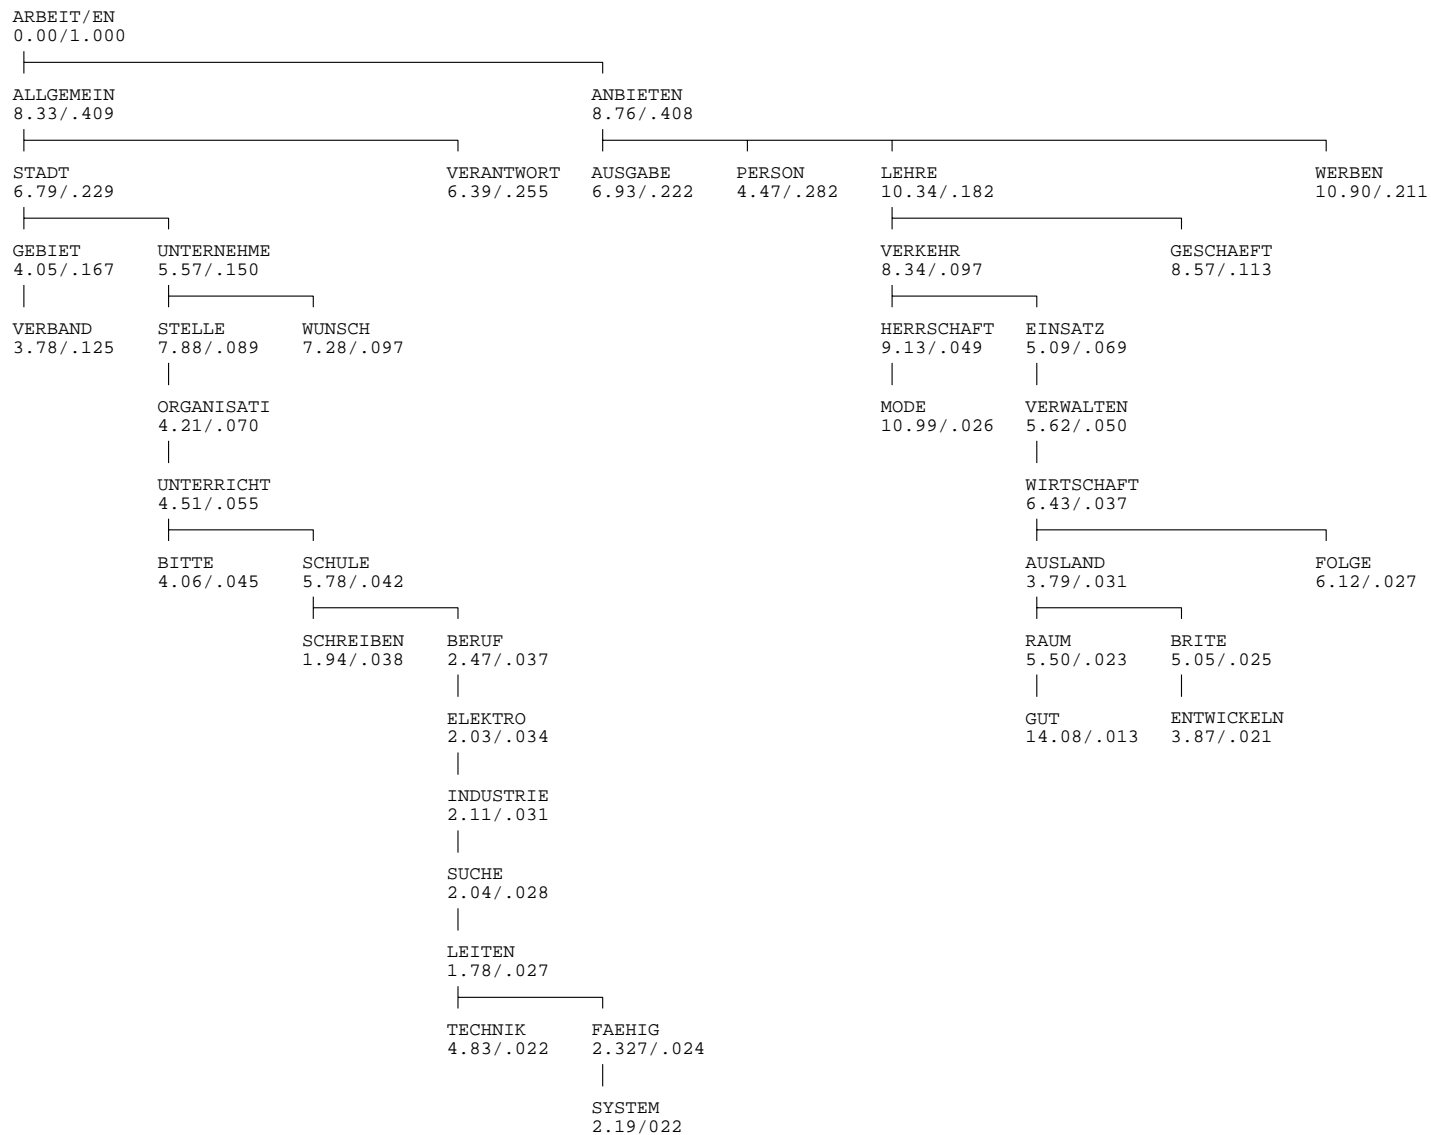 ARBEIT/EN
0.00/1.000
ALLGEMEIN ANBIETEN
8.33/.409 8.76/.408
STADT VERANTWORT AUSGABE PERSON LEHRE WERBEN
6.79/.229 6.39/.255 6.93/.222 4.47/.282 10.34/.182 10.90/.211
GEBIET UNTERNEHME VERKEHR GESCHAEFT
4.05/.167 5.57/.150 8.34/.097 8.57/.113
VERBAND STELLE WUNSCH HERRSCHAFT EINSATZ
3.78/.125 7.88/.089 7.28/.097 9.13/.049 5.09/.069
ORGANISATI MODE VERWALTEN
4.21/.070 10.99/.026 5.62/.050
UNTERRICHT WIRTSCHAFT
4.51/.055 6.43/.037
BITTE SCHULE AUSLAND FOLGE
4.06/.045 5.78/.042 3.79/.031 6.12/.027
SCHREIBEN BERUF RAUM BRITE
1.94/.038 2.47/.037 5.50/.023 5.05/.025
ELEKTRO GUT ENTWICKELN
2.03/.034 14.08/.013 3.87/.021
INDUSTRIE
2.11/.031
SUCHE
2.04/.028
LEITEN
1.78/.027
TECHNIK FAEHIG
4.83/.022 2.327/.024
SYSTEM
2.19/022